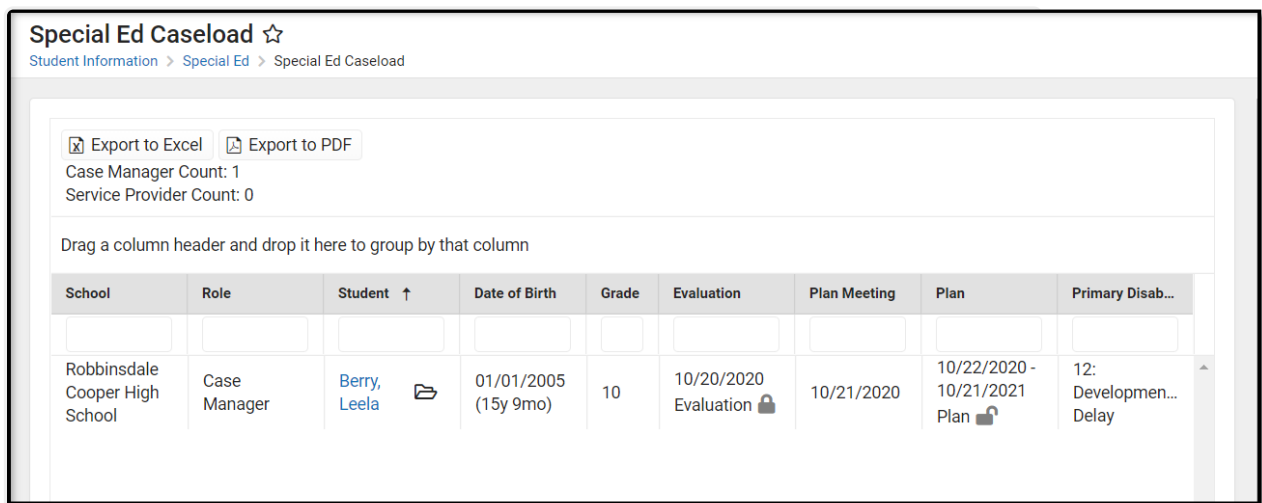 Special Ed Caseload
Student Information > Special Ed > Special Ed Caseload
Export to Excel Export to PDF
Case Manager Count: 1
Service Provider Count: 0
Drag a column header and drop it here to group by that column
School Role Student ↑ Date of Birth Grade Evaluation Plan Meeting Plan Primary Disab...
Robbinsdale
Cooper High
School
Case
Manager
Berry,
Leela
01/01/2005
(15y 9mo)
10
10/20/2020
Evaluation
10/21/2020
10/22/2020 -
10/21/2021
Plan
12:
Developmen...
Delay